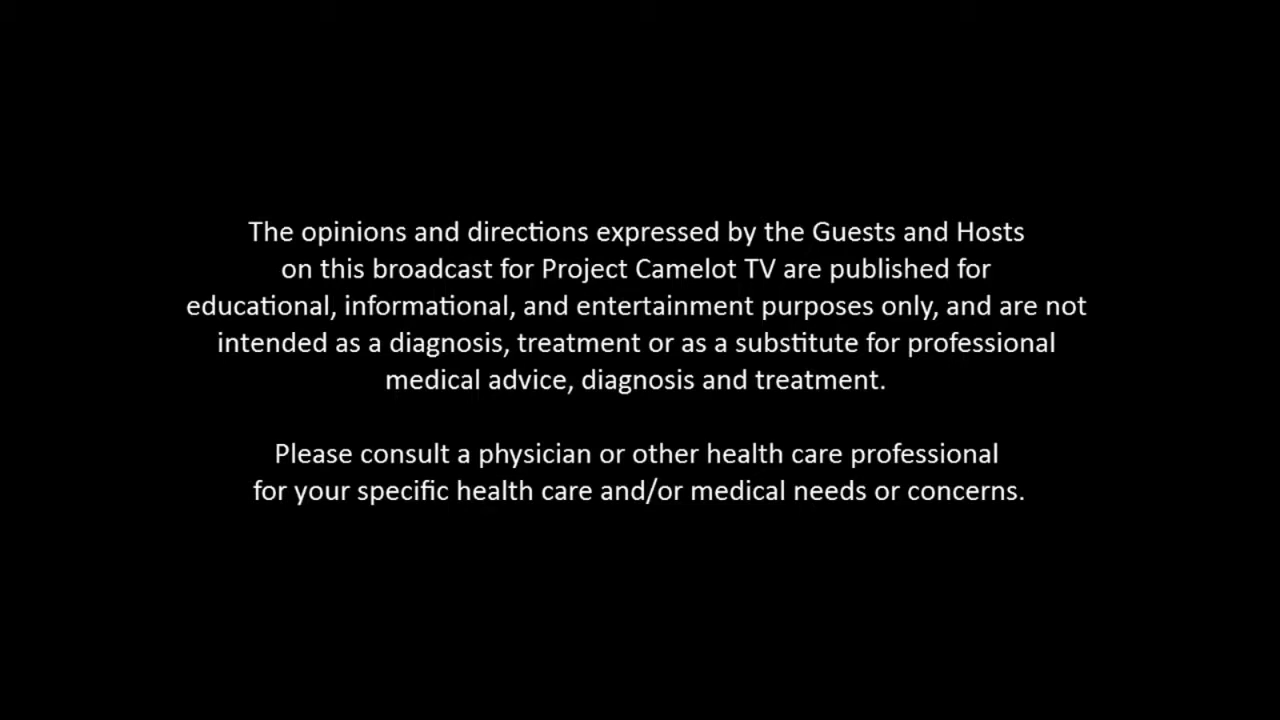 The opinions and directions expressed by the Guests and Hosts
on this broadcast for Project Camelot TV are published for
educational, informational, and entertainment purposes only, and are not
intended as a diagnosis, treatment or as a substitute for professional
medical advice, diagnosis and treatment.
Please consult a physician or other health care professional
for your specific health care and/or medical needs or concerns.